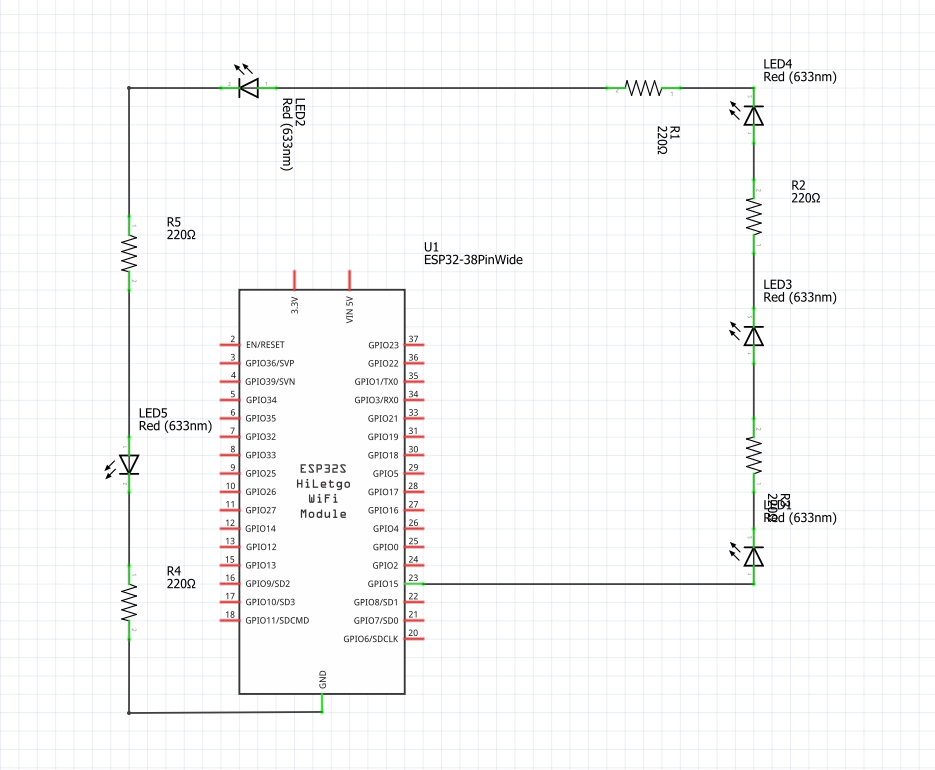 LED4
Red (633nm)
LED2
Red (633nm)
R1
220Ω
R2
220Ω
R5
220Ω
U1
ESP32-38PinWide
LED3
Red (633nm)
3.3V
VIN 5V
2 EN/RESET GPIO23 37
3 GPIO36/SVP GPIO22 36
4 GPIO39/SVN GPIO1/TX0 35
5 GPIO34 GPIO3/RX0 34
6 GPIO35 GPIO21 33
7 GPIO32 GPIO19 31
8 GPIO33 GPIO18 30
9 GPIO25 GPIO5 29
10 GPIO26 GPIO17 28
11 GPIO27 GPIO16 27
12 GPIO14 GPIO4 26
13 GPIO12 GPIO0 25
15 GPIO13 GPIO2 24
16 GPIO9/SD2 GPIO15 23
17 GPIO10/SD3 GPIO8/SD1 22
18 GPIO11/SDCMD GPIO7/SD0 21
GPIO6/SDCLK 20
ESP32S
HiLetgo
WiFi
Module
GND
LED5
Red (633nm)
R4
220Ω
Red (633nm)